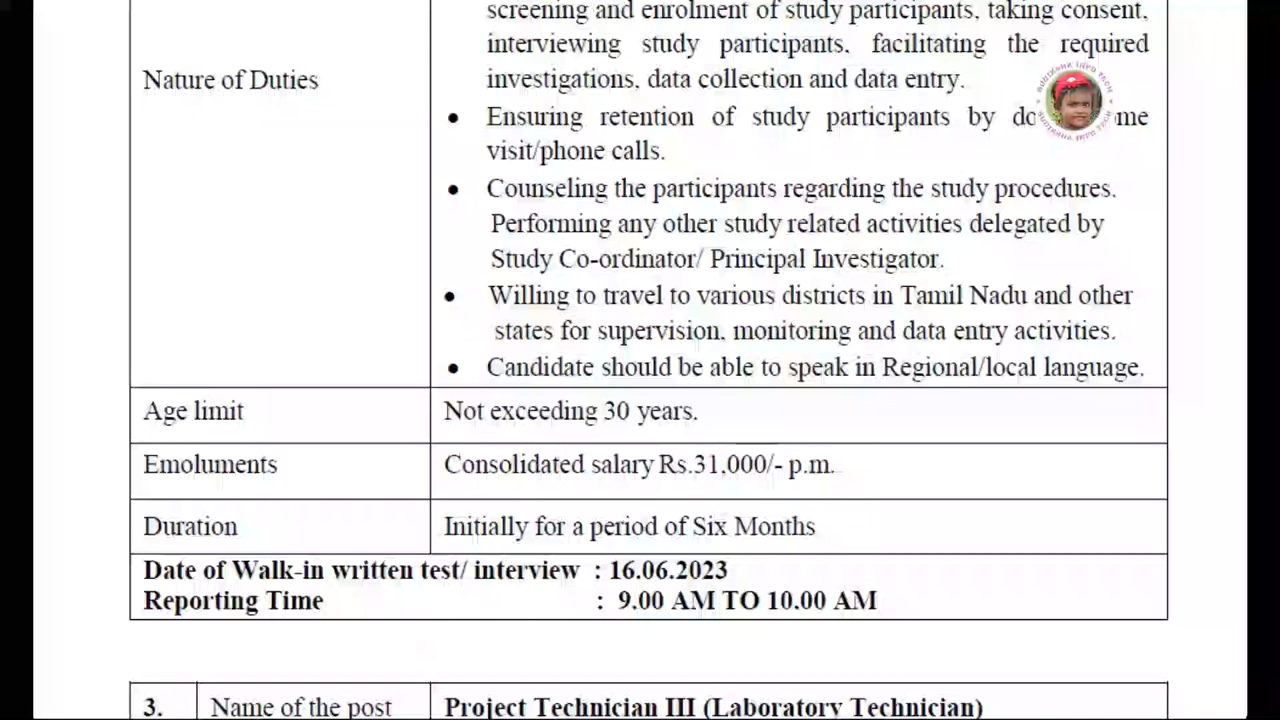 screening and enrolment of study participants, taking consent,
interviewing study participants, facilitating the required
Nature of Duties
investigations, data collection and data entry.
• Ensuring retention of study participants by do me
visit/phone calls.
• Counseling the participants regarding the study procedures.
Performing any other study related activities delegated by
Study Co-ordinator/ Principal Investigator.
• Willing to travel to various districts in Tamil Nadu and other
states for supervision, monitoring and data entry activities.
• Candidate should be able to speak in Regional/local language.
Age limit Not exceeding 30 years.
Emoluments Consolidated salary Rs.31,000/- p.m.
Duration Initially for a period of Six Months
Date of Walk-in written test/ interview : 16.06.2023
Reporting Time : 9.00 AM TO 10.00 AM
3. Name of the post Project Technician III (Laboratory Technician)